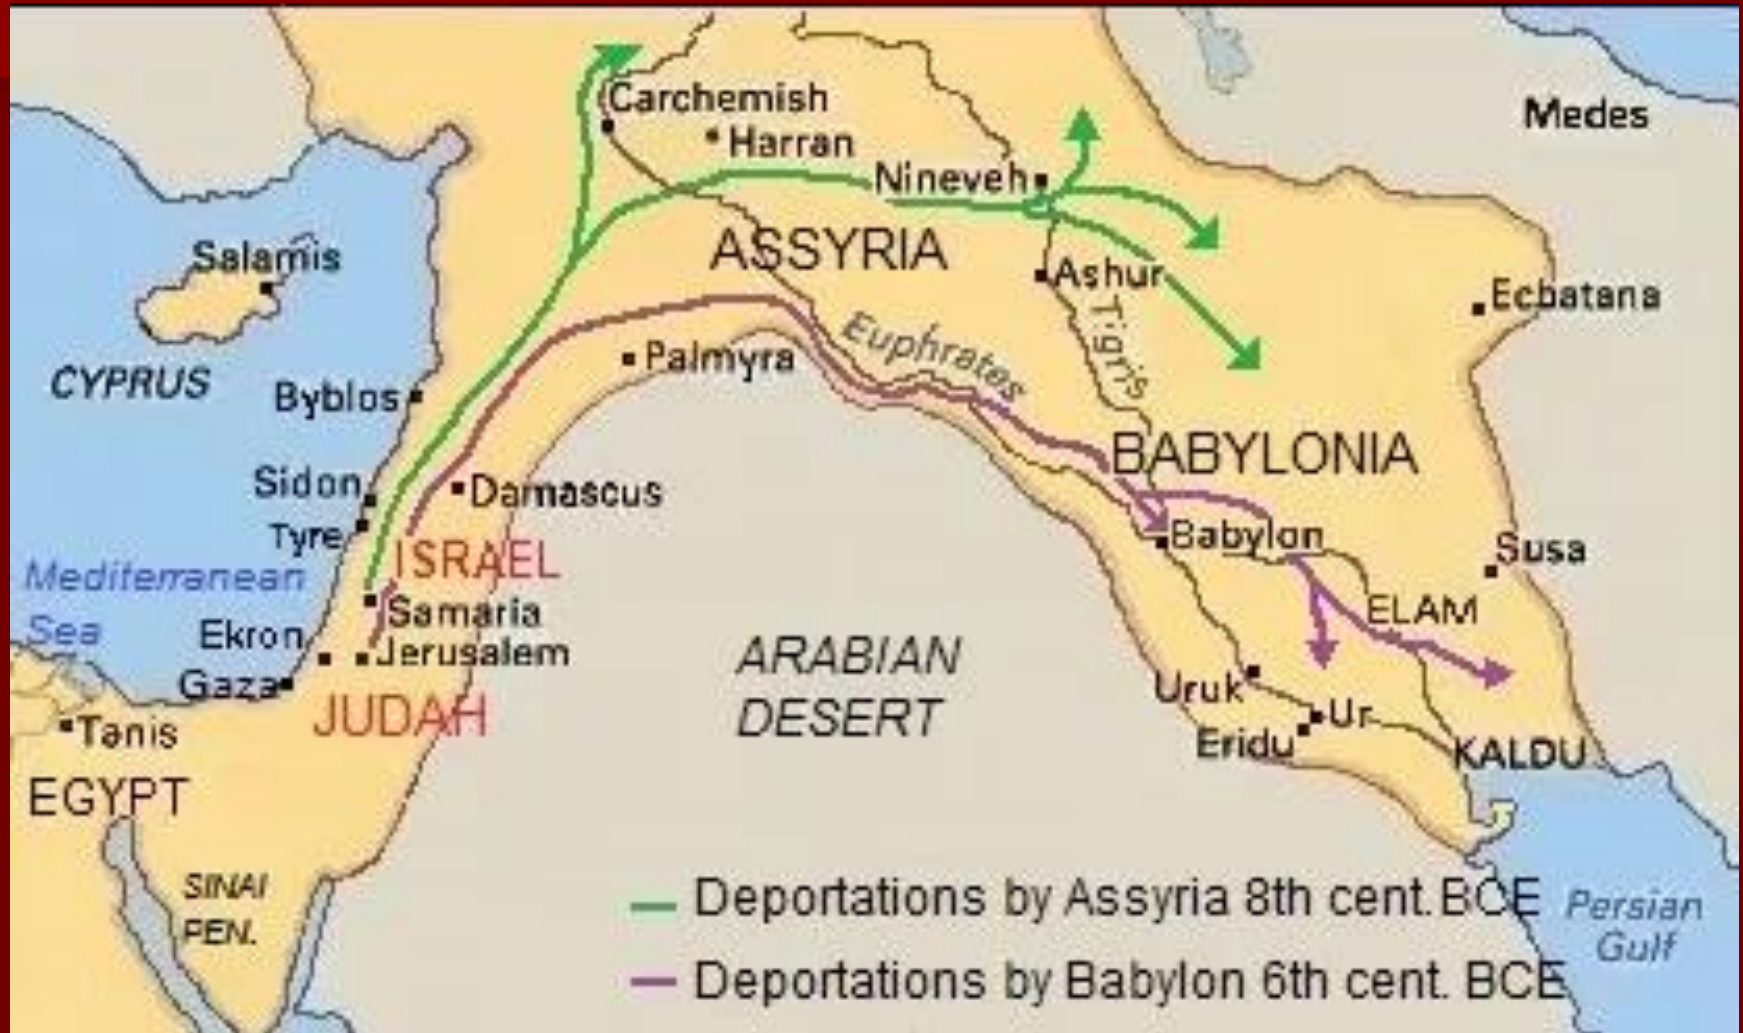 Carchemish
Harran
Medes
Nineveh
ASSYRIA
Salamis
Ashur
Ecbatana
Tigris
Euphrates
CYPRUS
Palmyra
Byblos
BABYLONIA
Sidon
Damascus
Tyre
Babylon
ISRAEL
Susa
Mediterranean
Sea
Samaria
ELAM
Ekron
Jerusalem
ARABIAN
DESERT
Gaza
JUDAH
Uruk
Ur
Tanis
Eridu
KALDU
EGYPT
SINAI
PEN.
Deportations by Assyria 8th cent. BCE
Persian
Gulf
Deportations by Babylon 6th cent. BCE